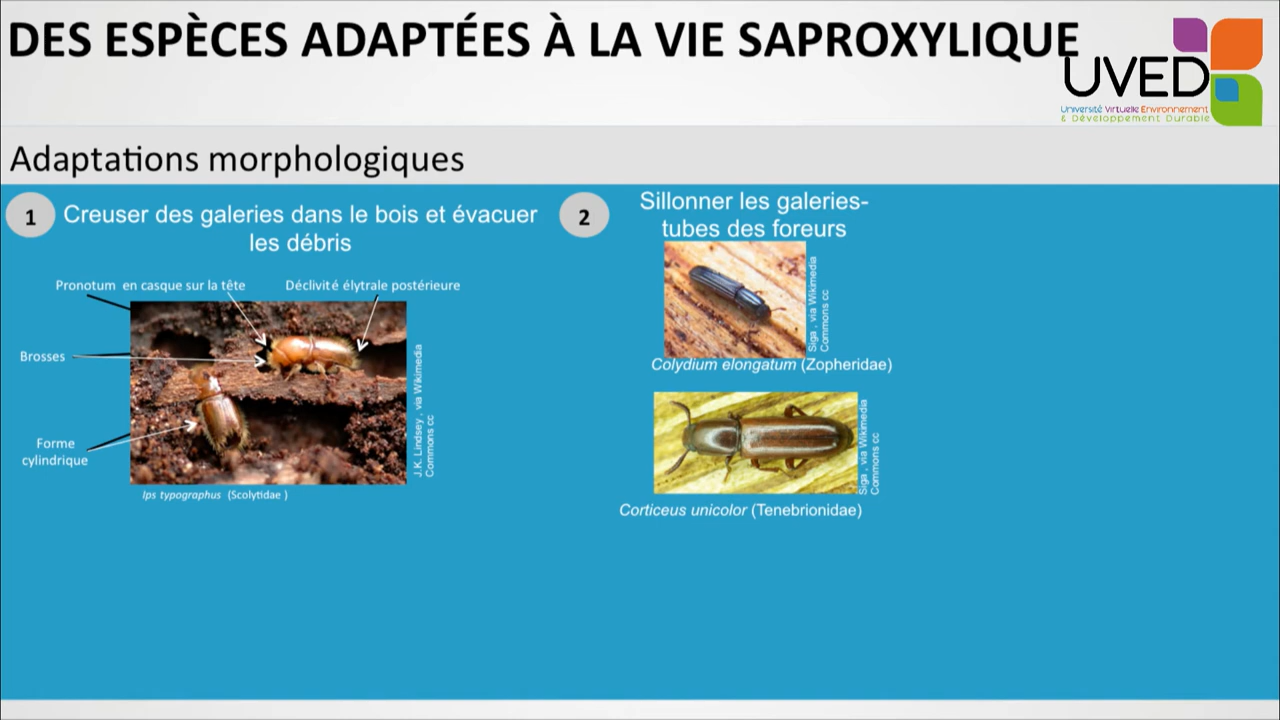 DES ESPÈCES ADAPTÉES À LA VIE SAPROXYLIQUE
UVED
Université Virtuelle Environnement
& Développement Durable
Adaptations morphologiques
1
Creuser des galeries dans le bois et évacuer
les débris
Pronotum en casque sur la tête
Déclivité élytrale postérieure
Brosses
Forme
cylindrique
J.K. Lindsey , via Wikimedia
Commons cc
Ips typographus (Scolytidae )
2
Sillonner les galeries-
tubes des foreurs
Siga , via Wikimedia
Commons cc
Colydium elongatum (Zopheridae)
Siga , via Wikimedia
Commons cc
Corticeus unicolor (Tenebrionidae)